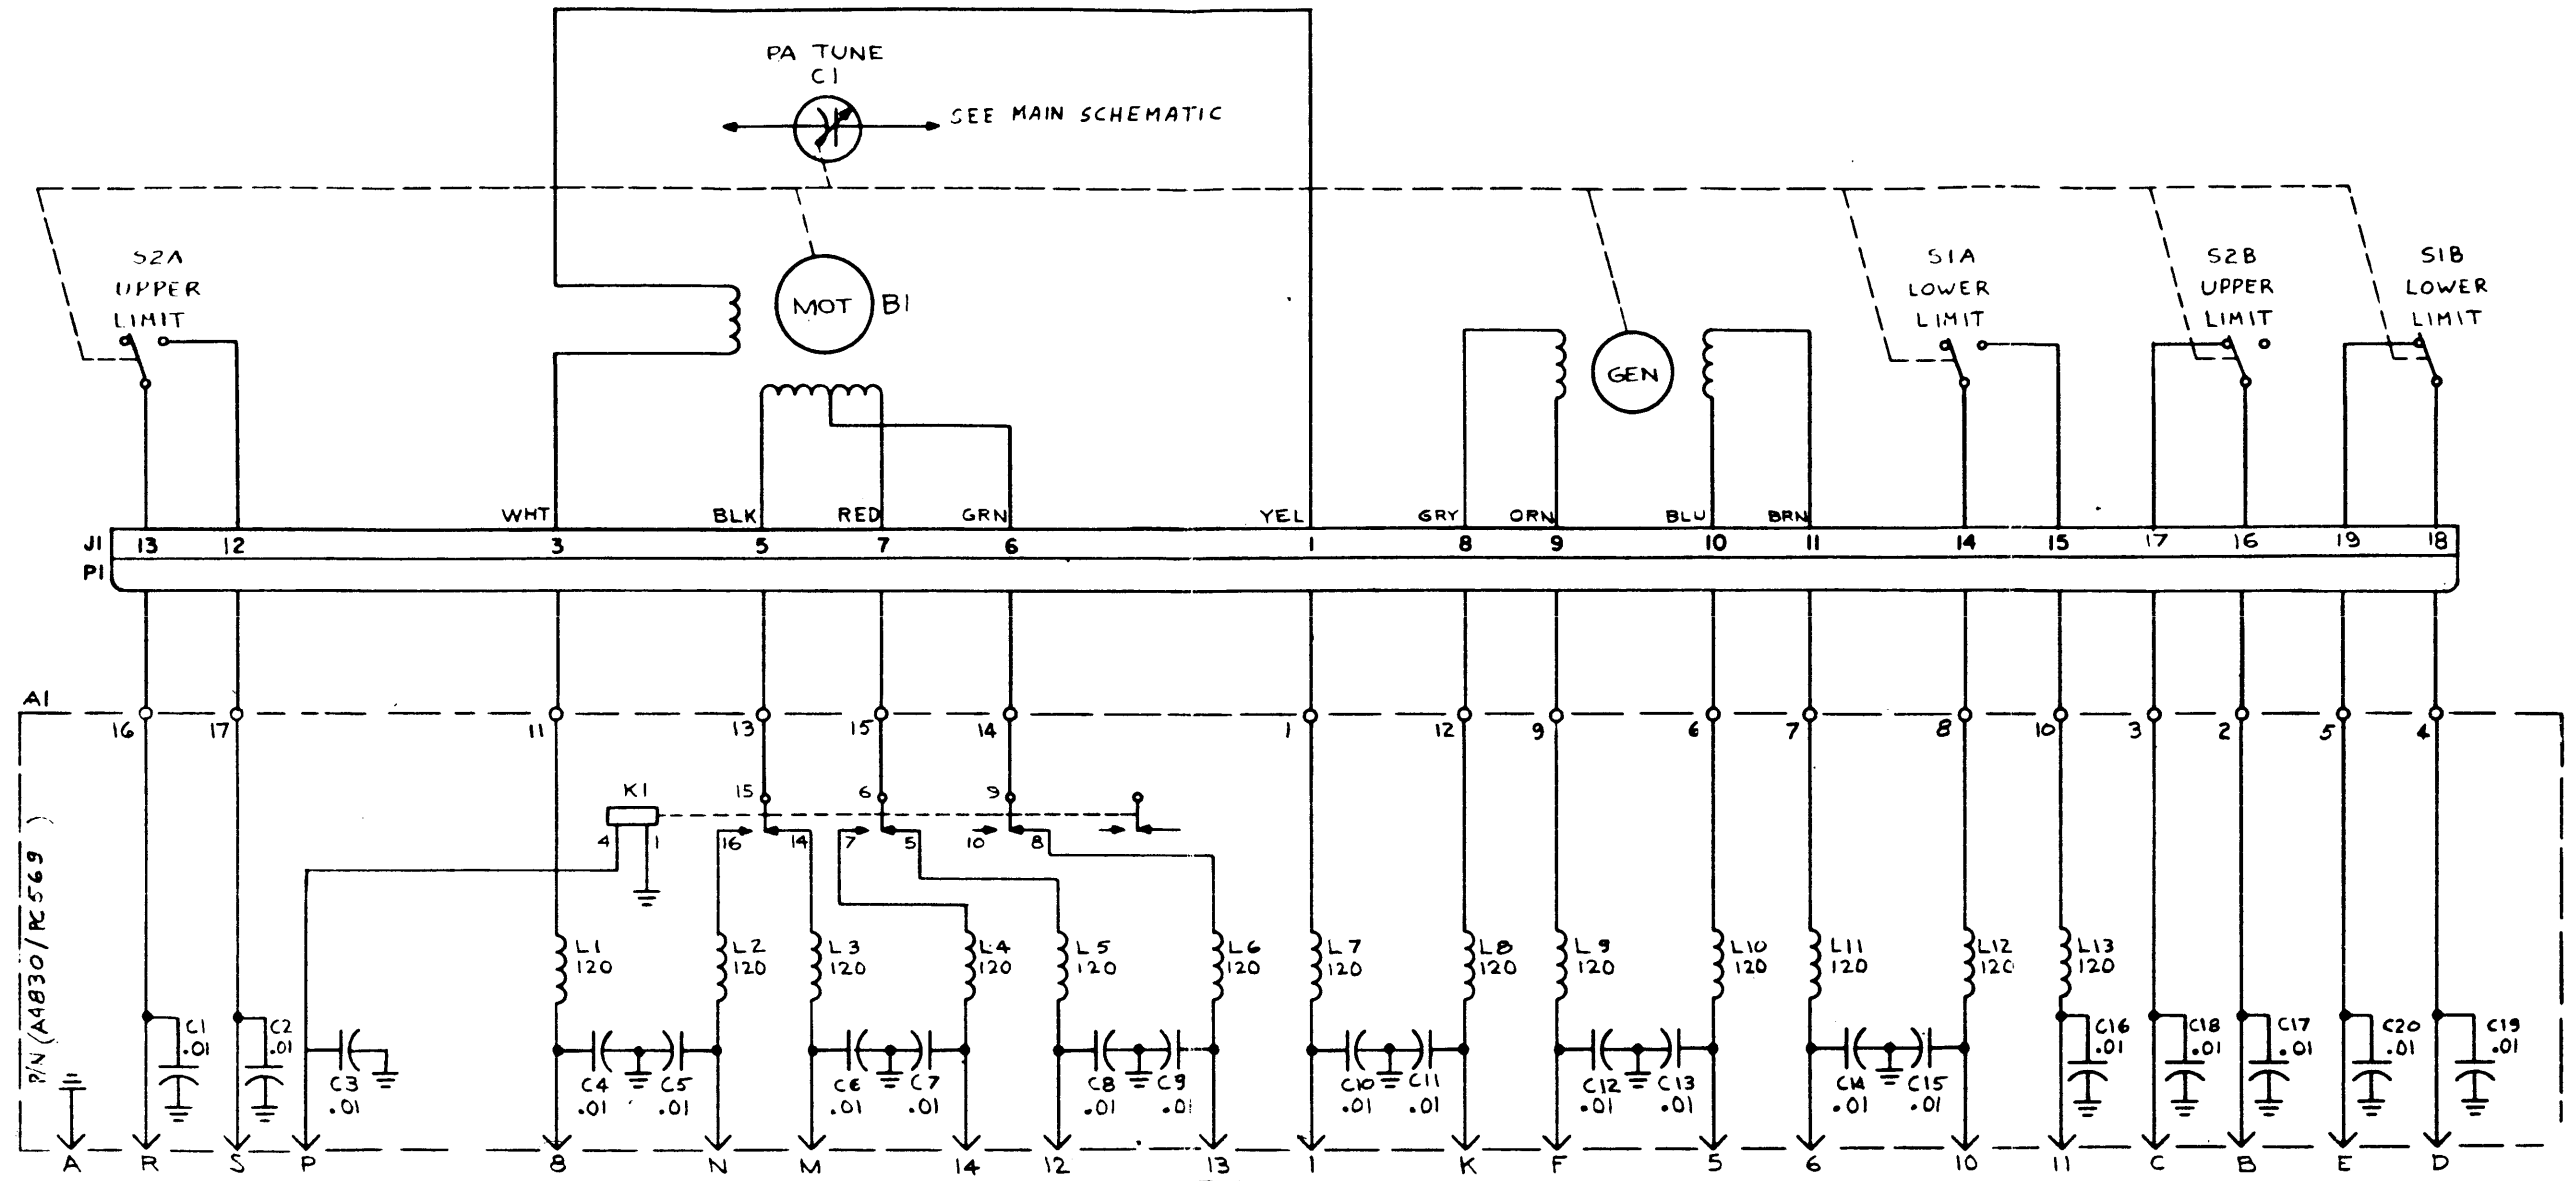 PA TUNE
C1
SEE MAIN SCHEMATIC
S2A
UPPER
LIMIT
MOT B1
GEN
S1A
LOWER
LIMIT
S2B
UPPER
LIMIT
S1B
LOWER
LIMIT
WHT BLK RED GRN YEL GRY ORN BLU BRN
J1 13 12 3 5 7 6 1 8 9 10 11 14 15 17 16 19 18
P1
A1
16 17 11 13 15 14 1 12 9 6 7 8 10 3 2 5 4
K1 15 6 9
4 1 16 14 7 5 10 8
P/N (A4830/PC569 )
L1 L2 L3 L4 L5 L6 L7 L8 L9 L10 L11 L12 L13
120 120 120 120 120 120 120 120 120 120 120 120 120
C1 C2 C16 C18 C17 C20 C19
.01 .01 .01 .01 .01 .01 .01
C3 C4 C5 C6 C7 C8 C9 C10 C11 C12 C13 C14 C15
.01 .01 .01 .01 .01 .01 .01 .01 .01 .01 .01 .01 .01
A R S P 8 N M 14 12 13 1 K F 5 6 10 11 C B E D